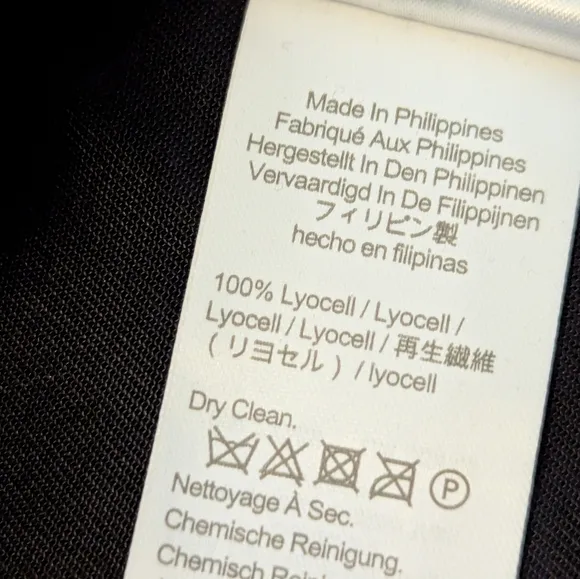 Made In Philippines
Fabriqué Aux Philippines
Hergestellt In Den Philippinen
Vervaardigd In De Filippijnen
フィリピン製
hecho en filipinas
100% Lyocell / Lyocell /
Lyocell / Lyocell / 再生繊維
( リヨセル ) / lyocell
Dry Clean.
P
Nettoyage À Sec.
Chemische Reinigung.
Chemisch